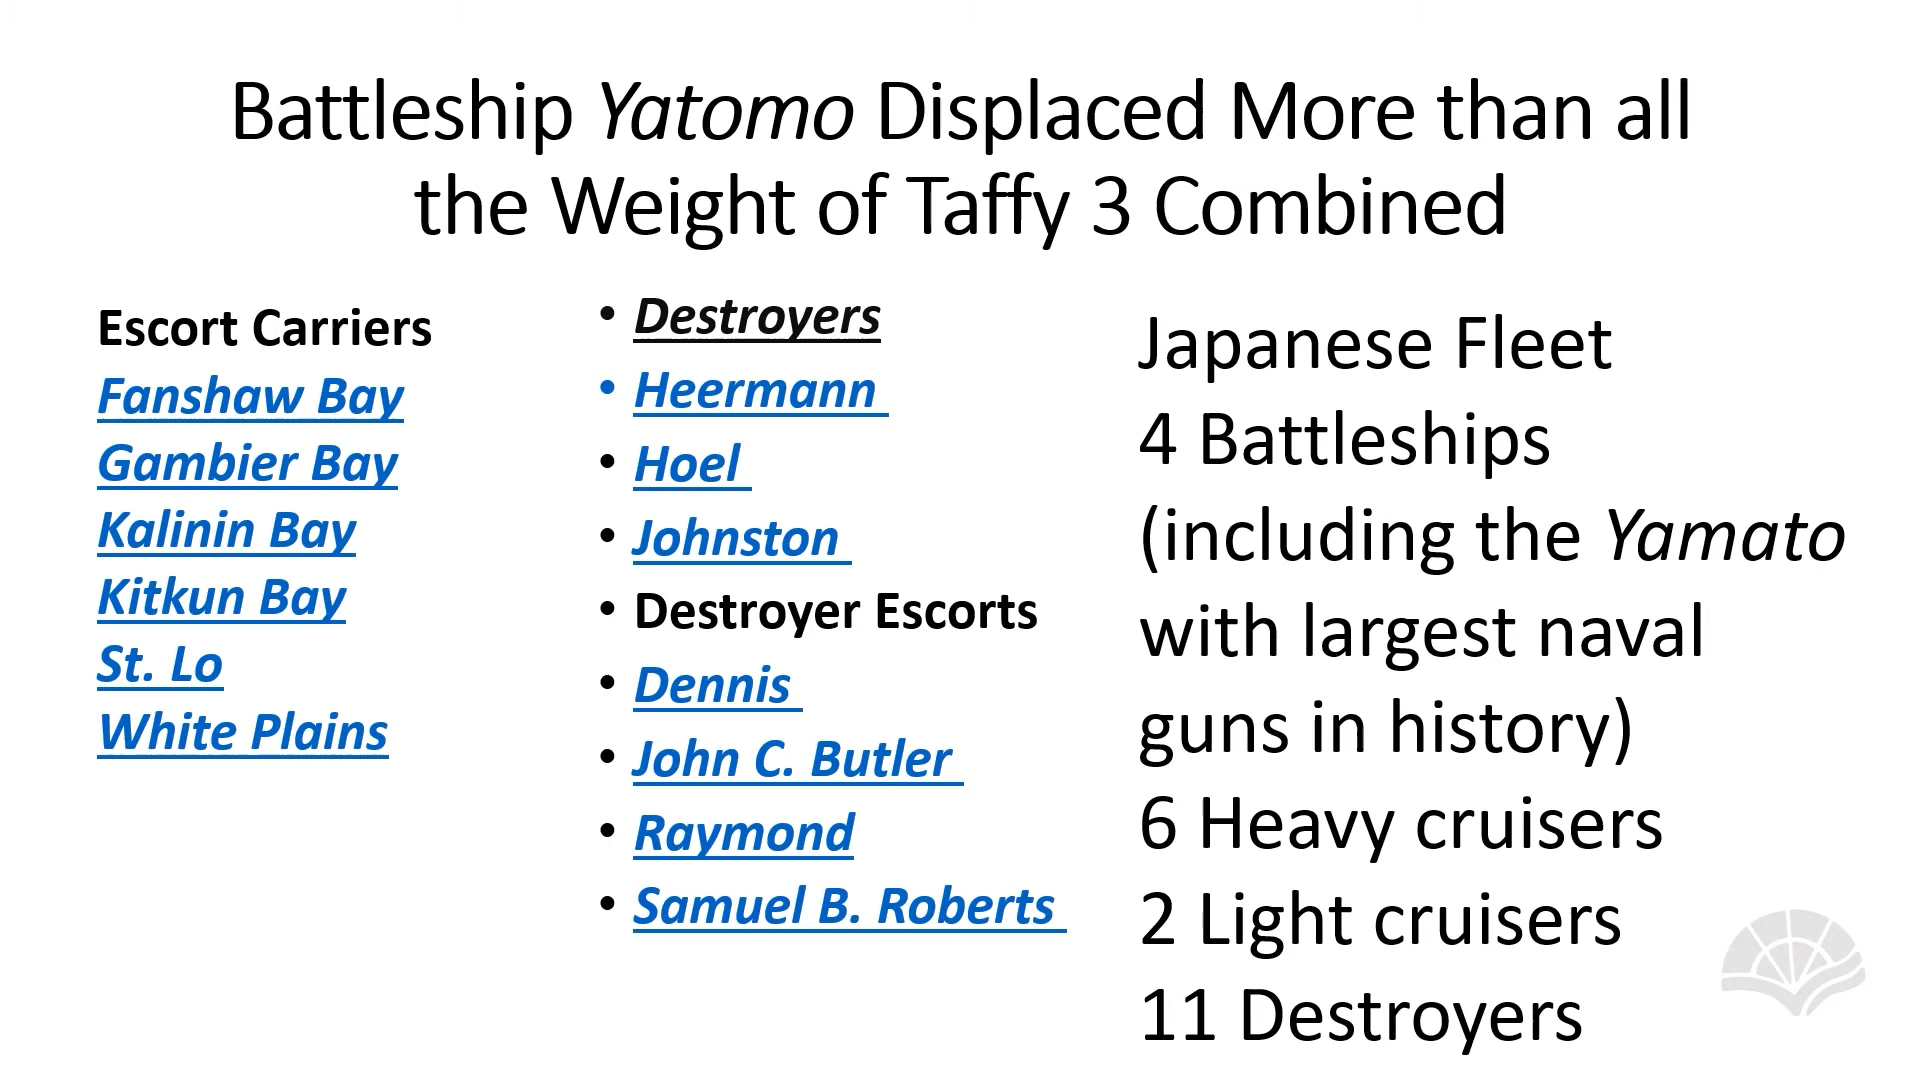 Battleship Yatomo Displaced More than all
the Weight of Taffy 3 Combined
Escort Carriers
Fanshaw Bay
Gambier Bay
Kalinin Bay
Kitkun Bay
St. Lo
White Plains
• Destroyers
• Heermann
• Hoel
• Johnston
• Destroyer Escorts
• Dennis
• John C. Butler
• Raymond
• Samuel B. Roberts
Japanese Fleet
4 Battleships
(including the Yamato
with largest naval
guns in history)
6 Heavy cruisers
2 Light cruisers
11 Destroyers